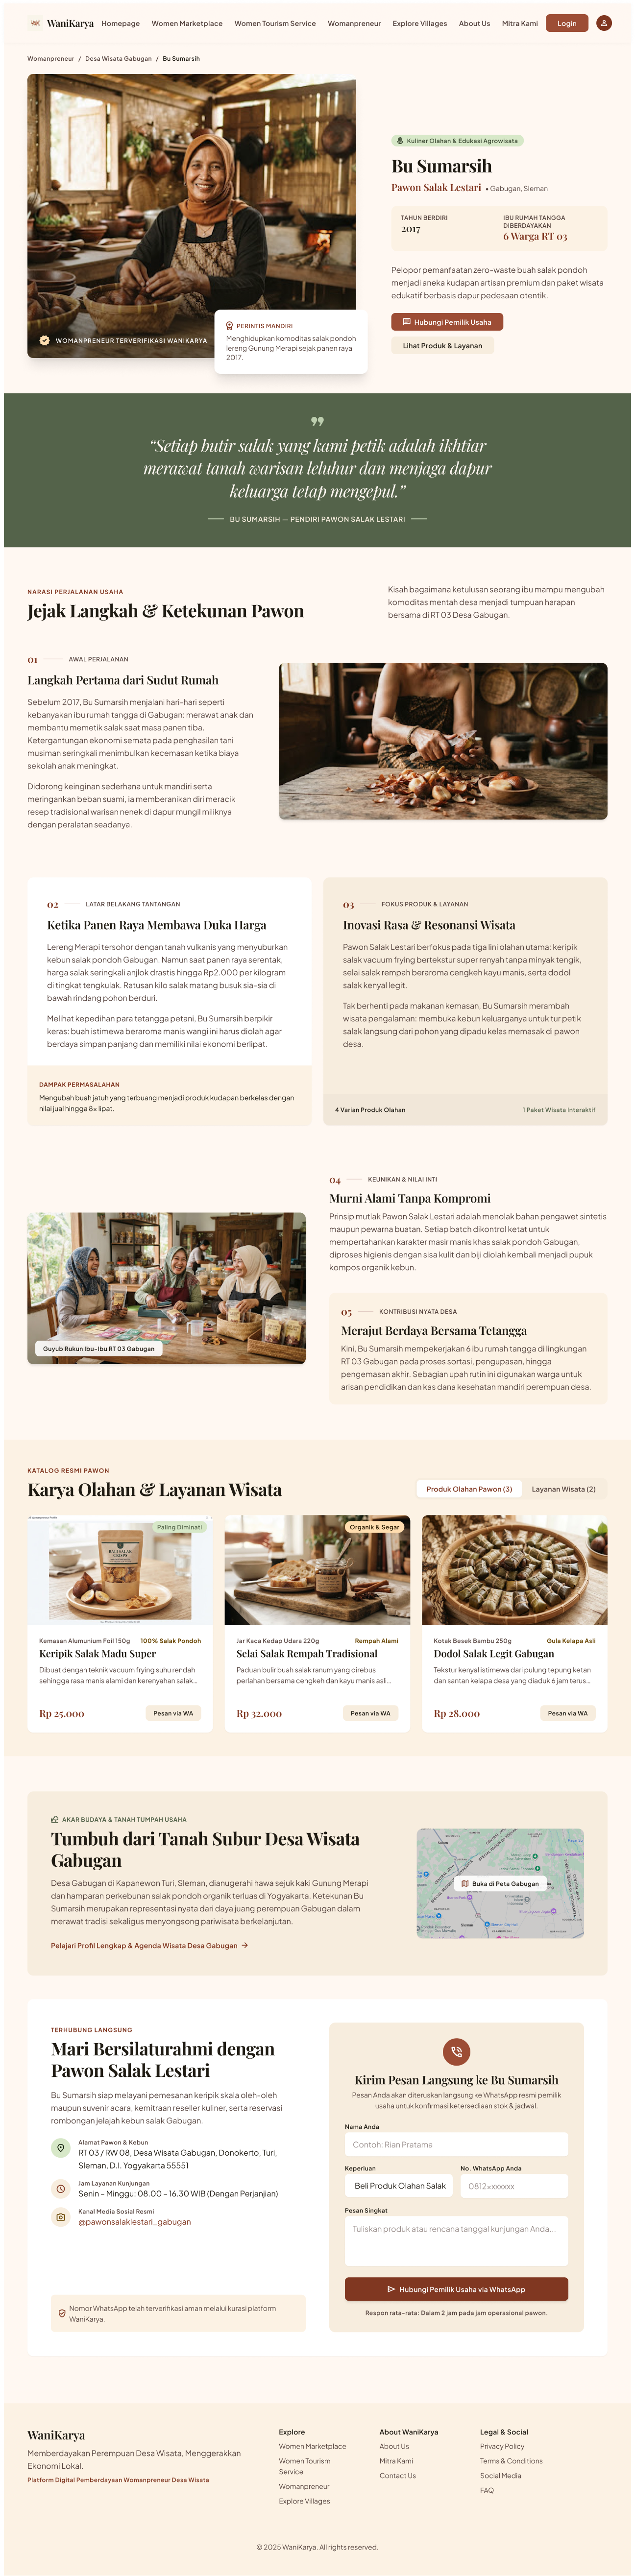 WK WaniKarya Homepage Women Marketplace Women Tourism Service Womanpreneur Explore Villages About Us Mitra Kami Login
Womanpreneur / Desa Wisata Gabugan / Bu Sumarsih
WOMANPRENEUR TERVERIFIKASI WANIKARYA
PERINTIS MANDIRI
Menghidupkan komoditas salak pondoh
lereng Gunung Merapi sejak panen raya
2017.
Kuliner Olahan & Edukasi Agrowisata
Bu Sumarsih
Pawon Salak Lestari • Gabugan, Sleman
TAHUN BERDIRI
2017
IBU RUMAH TANGGA
DIBERDAYAKAN
6 Warga RT 03
Pelopor pemanfaatan zero-waste buah salak pondoh
menjadi aneka kudapan artisan premium dan paket wisata
edukatif berbasis dapur pedesaan otentik.
Hubungi Pemilik Usaha
Lihat Produk & Layanan
“Setiap butir salak yang kami petik adalah ikhtiar
merawat tanah warisan leluhur dan menjaga dapur
keluarga tetap mengepul.”
BU SUMARSIH — PENDIRI PAWON SALAK LESTARI
NARASI PERJALANAN USAHA
Jejak Langkah & Ketekunan Pawon
Kisah bagaimana ketulusan seorang ibu mampu mengubah
komoditas mentah desa menjadi tumpuan harapan
bersama di RT 03 Desa Gabugan.
01 AWAL PERJALANAN
Langkah Pertama dari Sudut Rumah
Sebelum 2017, Bu Sumarsih menjalani hari-hari seperti
kebanyakan ibu rumah tangga di Gabugan: merawat anak dan
membantu memetik salak saat masa panen tiba.
Ketergantungan ekonomi semata pada penghasilan tani
musiman seringkali menimbulkan kecemasan ketika biaya
sekolah anak meningkat.
Didorong keinginan sederhana untuk mandiri serta
meringankan beban suami, ia memberanikan diri meracik
resep tradisional warisan nenek di dapur mungil miliknya
dengan peralatan seadanya.
02 LATAR BELAKANG TANTANGAN
Ketika Panen Raya Membawa Duka Harga
Lereng Merapi tersohor dengan tanah vulkanis yang menyuburkan
kebun salak pondoh Gabugan. Namun saat panen raya serentak,
harga salak seringkali anjlok drastis hingga Rp2.000 per kilogram
di tingkat tengkulak. Ratusan kilo salak matang busuk sia-sia di
bawah rindang pohon berduri.
Melihat kepedihan para tetangga petani, Bu Sumarsih berpikir
keras: buah istimewa beraroma manis wangi ini harus diolah agar
berdaya simpan panjang dan memiliki nilai ekonomi berlipat.
DAMPAK PERMASALAHAN
Mengubah buah jatuh yang terbuang menjadi produk kudapan berkelas dengan
nilai jual hingga 8x lipat.
03 FOKUS PRODUK & LAYANAN
Inovasi Rasa & Resonansi Wisata
Pawon Salak Lestari berfokus pada tiga lini olahan utama: keripik
salak vacuum frying bertekstur super renyah tanpa minyak tengik,
selai salak rempah beraroma cengkeh kayu manis, serta dodol
salak kenyal legit.
Tak berhenti pada makanan kemasan, Bu Sumarsih merambah
wisata pengalaman: membuka kebun keluarganya untuk tur petik
salak langsung dari pohon yang dipadu kelas memasak di pawon
desa.
4 Varian Produk Olahan 1 Paket Wisata Interaktif
Guyub Rukun Ibu-Ibu RT 03 Gabugan
04 KEUNIKAN & NILAI INTI
Murni Alami Tanpa Kompromi
Prinsip mutlak Pawon Salak Lestari adalah menolak bahan pengawet sintetis
maupun pewarna buatan. Setiap batch dikontrol ketat untuk
mempertahankan karakter masir manis khas salak pondoh Gabugan,
diproses higienis dengan sisa kulit dan biji diolah kembali menjadi pupuk
kompos organik kebun.
05 KONTRIBUSI NYATA DESA
Merajut Berdaya Bersama Tetangga
Kini, Bu Sumarsih mempekerjakan 6 ibu rumah tangga di lingkungan
RT 03 Gabugan pada proses sortasi, pengupasan, hingga
pengemasan akhir. Sebagian upah rutin ini digunakan warga untuk
arisan pendidikan dan kas dana kesehatan mandiri perempuan desa.
KATALOG RESMI PAWON
Karya Olahan & Layanan Wisata
Produk Olahan Pawon (3) Layanan Wisata (2)
Paling Diminati
Kemasan Alumunium Foil 150g 100% Salak Pondoh
Keripik Salak Madu Super
Dibuat dengan teknik vacuum frying suhu rendah
sehingga rasa manis alami dan kerenyahan salak...
Rp 25.000 Pesan via WA
Organik & Segar
Jar Kaca Kedap Udara 220g Rempah Alami
Selai Salak Rempah Tradisional
Paduan bulir buah salak ranum yang direbus
perlahan bersama cengkeh dan kayu manis asli...
Rp 32.000 Pesan via WA
Kotak Besek Bambu 250g Gula Kelapa Asli
Dodol Salak Legit Gabugan
Tekstur kenyal istimewa dari pulung tepung ketan
dan santan kelapa desa yang diaduk 6 jam terus...
Rp 28.000 Pesan via WA
AKAR BUDAYA & TANAH TUMPAH USAHA
Tumbuh dari Tanah Subur Desa Wisata
Gabugan
Desa Gabugan di Kapanewon Turi, Sleman, dianugerahi hawa sejuk kaki Gunung Merapi
dan hamparan perkebunan salak pondoh organik terluas di Yogyakarta. Ketekunan Bu
Sumarsih merupakan representasi nyata dari daya juang perempuan Gabugan dalam
merawat tradisi sekaligus menyongsong pariwisata berkelanjutan.
Pelajari Profil Lengkap & Agenda Wisata Desa Gabugan
Buka di Peta Gabugan
TERHUBUNG LANGSUNG
Mari Bersilaturahmi dengan
Pawon Salak Lestari
Bu Sumarsih siap melayani pemesanan keripik skala oleh-oleh
maupun suvenir acara, kemitraan reseller kuliner, serta reservasi
rombongan jelajah kebun salak Gabugan.
Alamat Pawon & Kebun
RT 03 / RW 08, Desa Wisata Gabugan, Donokerto, Turi,
Sleman, D.I. Yogyakarta 55551
Jam Layanan Kunjungan
Senin – Minggu: 08.00 – 16.30 WIB (Dengan Perjanjian)
Kanal Media Sosial Resmi
@pawonsalaklestari_gabugan
Nomor WhatsApp telah terverifikasi aman melalui kurasi platform
WaniKarya.
Kirim Pesan Langsung ke Bu Sumarsih
Pesan Anda akan diteruskan langsung ke WhatsApp resmi pemilik
usaha untuk konfirmasi ketersediaan stok & jadwal.
Nama Anda
Contoh: Rian Pratama
Keperluan No. WhatsApp Anda
Beli Produk Olahan Salak 0812xxxxxx
Pesan Singkat
Tuliskan produk atau rencana tanggal kunjungan Anda...
Hubungi Pemilik Usaha via WhatsApp
Respon rata-rata: Dalam 2 jam pada jam operasional pawon.
WaniKarya
Memberdayakan Perempuan Desa Wisata, Menggerakkan
Ekonomi Lokal.
Platform Digital Pemberdayaan Womanpreneur Desa Wisata
Explore
Women Marketplace
Women Tourism
Service
Womanpreneur
Explore Villages
About WaniKarya
About Us
Mitra Kami
Contact Us
Legal & Social
Privacy Policy
Terms & Conditions
Social Media
FAQ
© 2025 WaniKarya. All rights reserved.